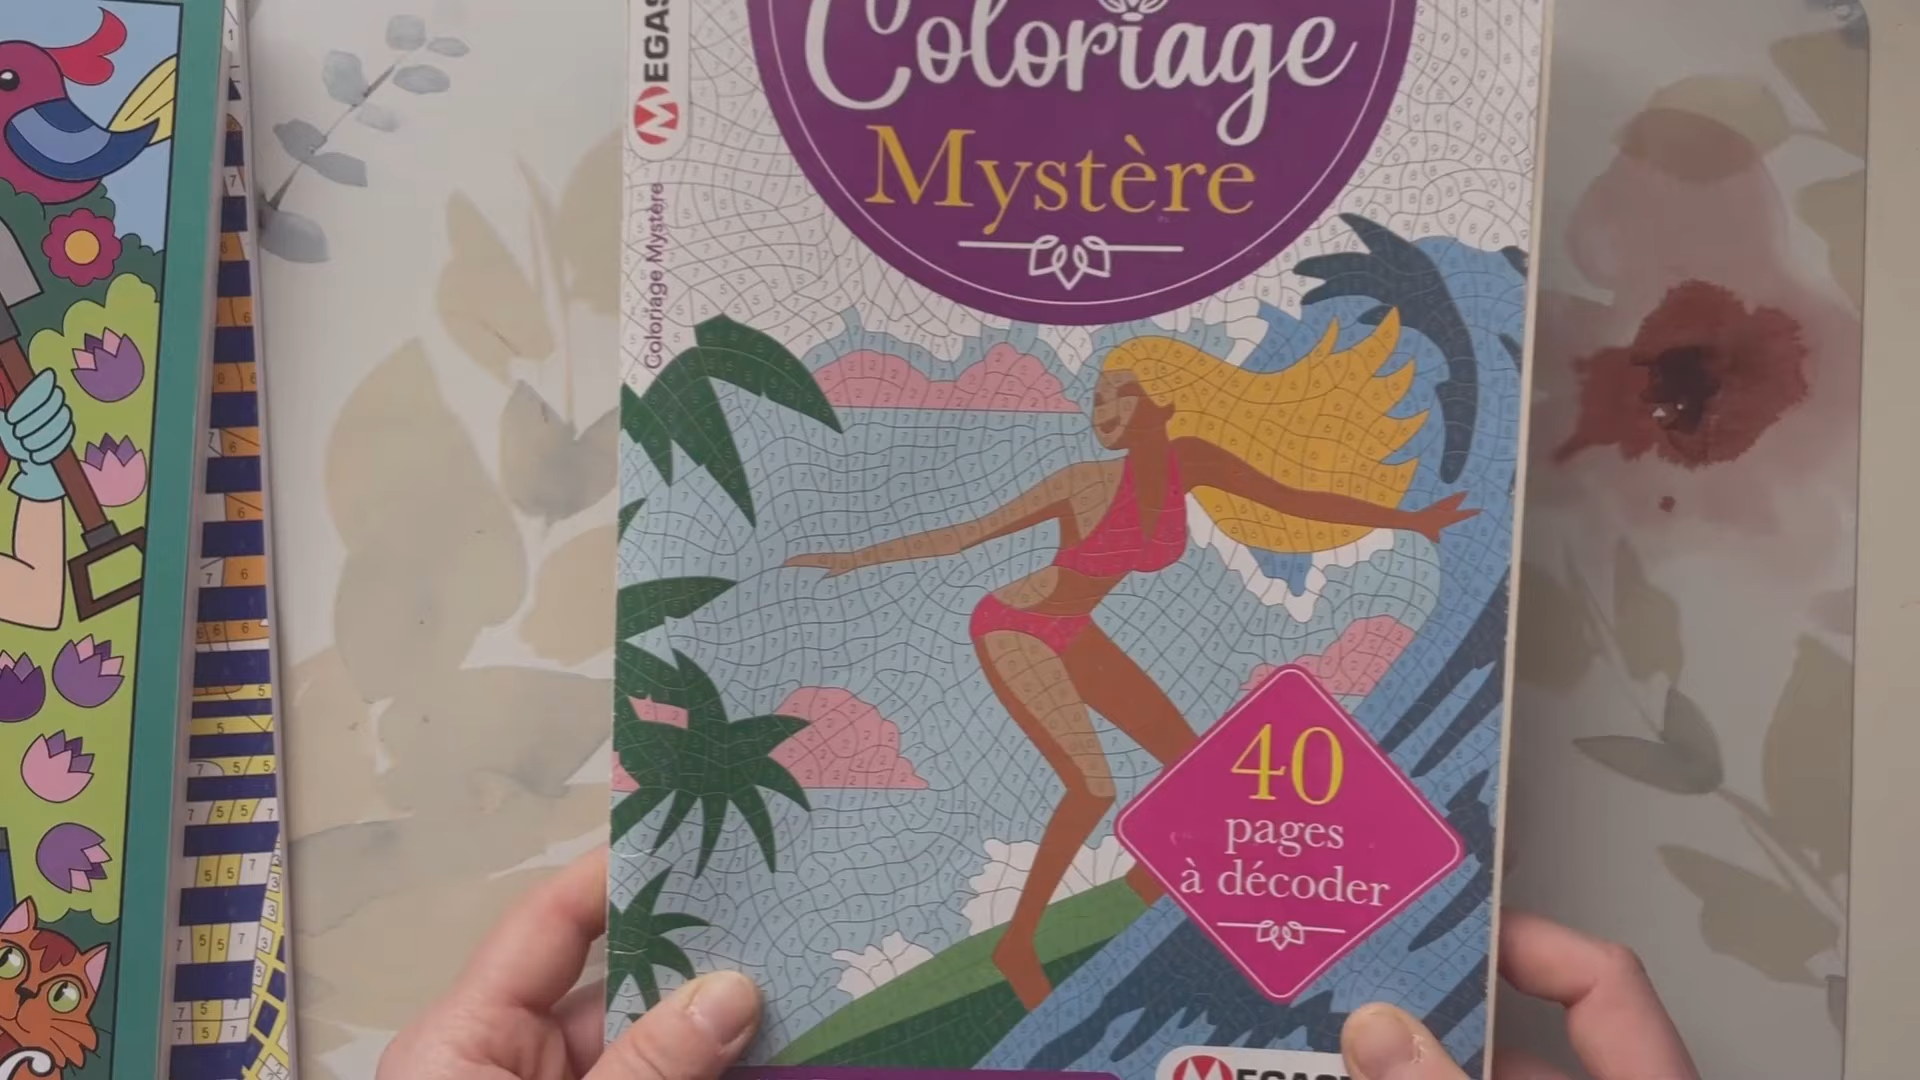 Coloriage
Mystère
Coloriage Mystère
40
pages
à décoder